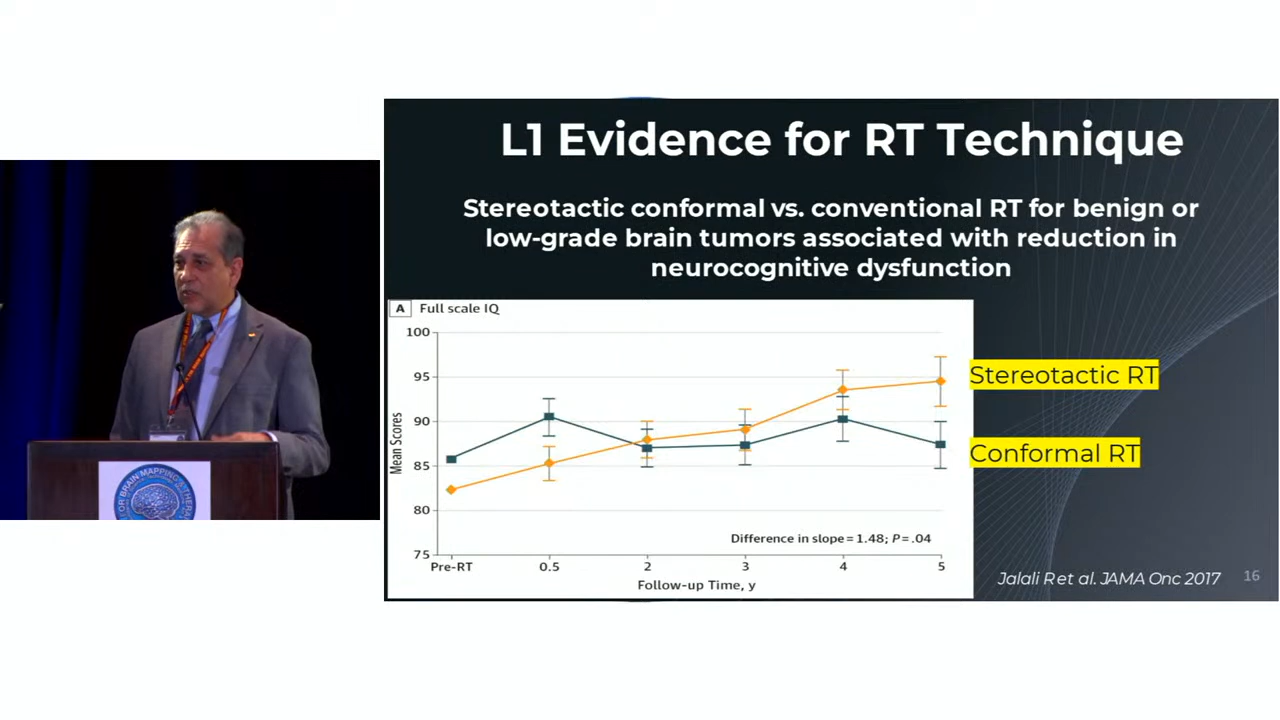 L1 Evidence for RT Technique
Stereotactic conformal vs. conventional RT for benign or
low-grade brain tumors associated with reduction in
neurocognitive dysfunction
A Full scale IQ
100
95
90
85
80
75
Mean Scores
Stereotactic RT
Conformal RT
Difference in slope = 1.48; P = .04
Pre-RT 0.5 2 3 4 5
Follow-up Time, y
Jalali R et al. JAMA Onc 2017 16
BRAIN MAPPING &